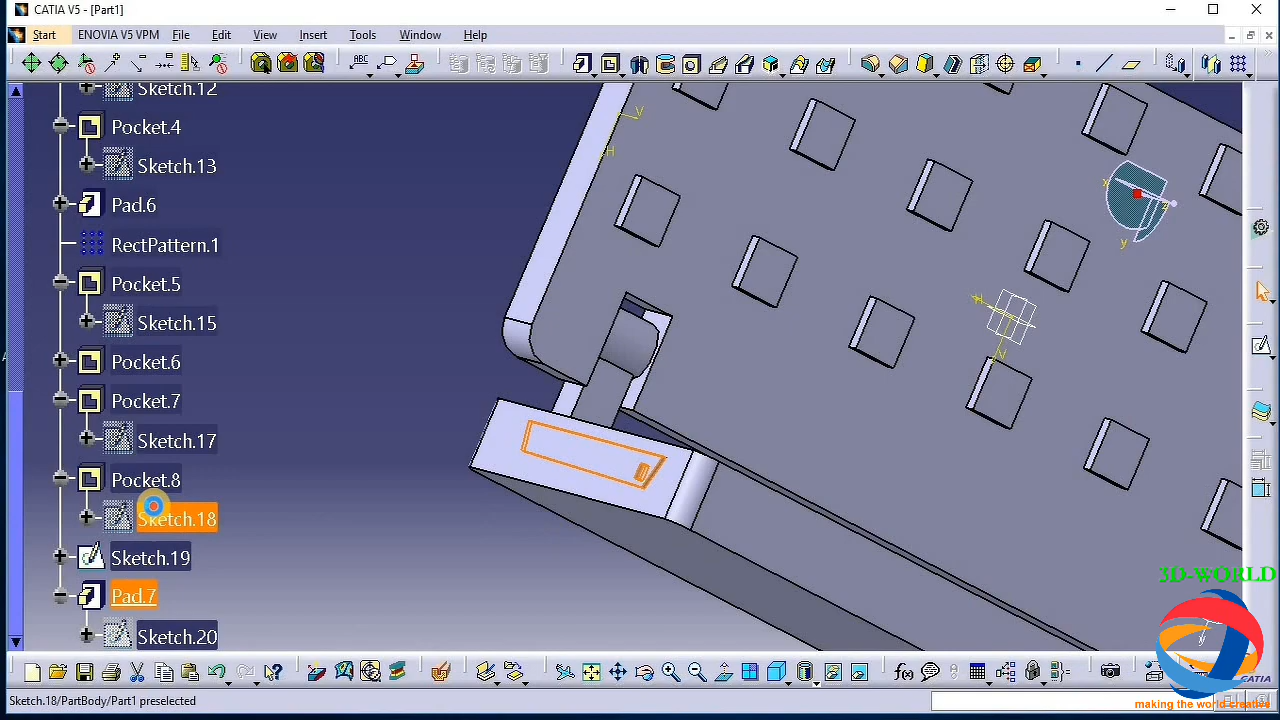 CATIA V5 - [Part1]
Start ENOVIA V5 VPM File Edit View Insert Tools Window Help
ABC
Sketch.12
Pocket.4
Sketch.13
Pad.6
RectPattern.1
Pocket.5
Sketch.15
Pocket.6
Pocket.7
Sketch.17
Pocket.8
Sketch.18
Sketch.19
Pad.7
Sketch.20
V
H
x
z
y
H
V
3D-WORLD
CATIA
making the world creative
f(x)
Sketch.18/PartBody/Part1 preselected